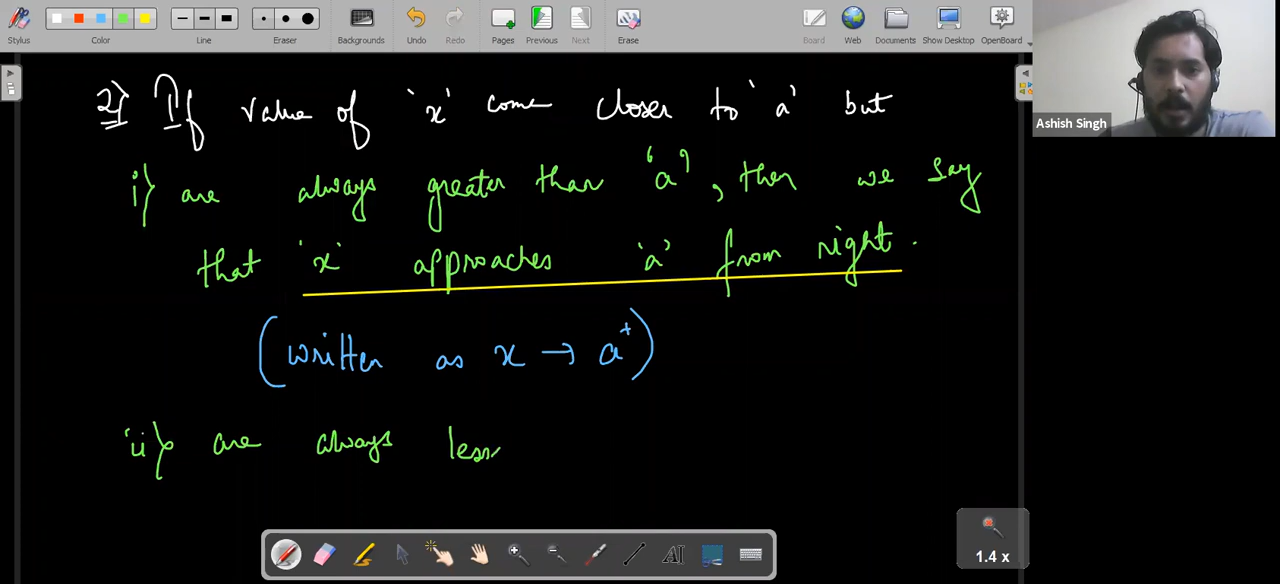 Stylus Color Line Eraser Backgrounds Undo Redo Pages Previous Next Erase Board Web Documents Show Desktop OpenBoard
2) If value of 'x' come closer to 'a' but
i) are always greater than 'a', then we say
that 'x' approaches 'a' from right.
(written as x → a⁺)
ii) are always less
Ashish Singh
AI
1.4 x